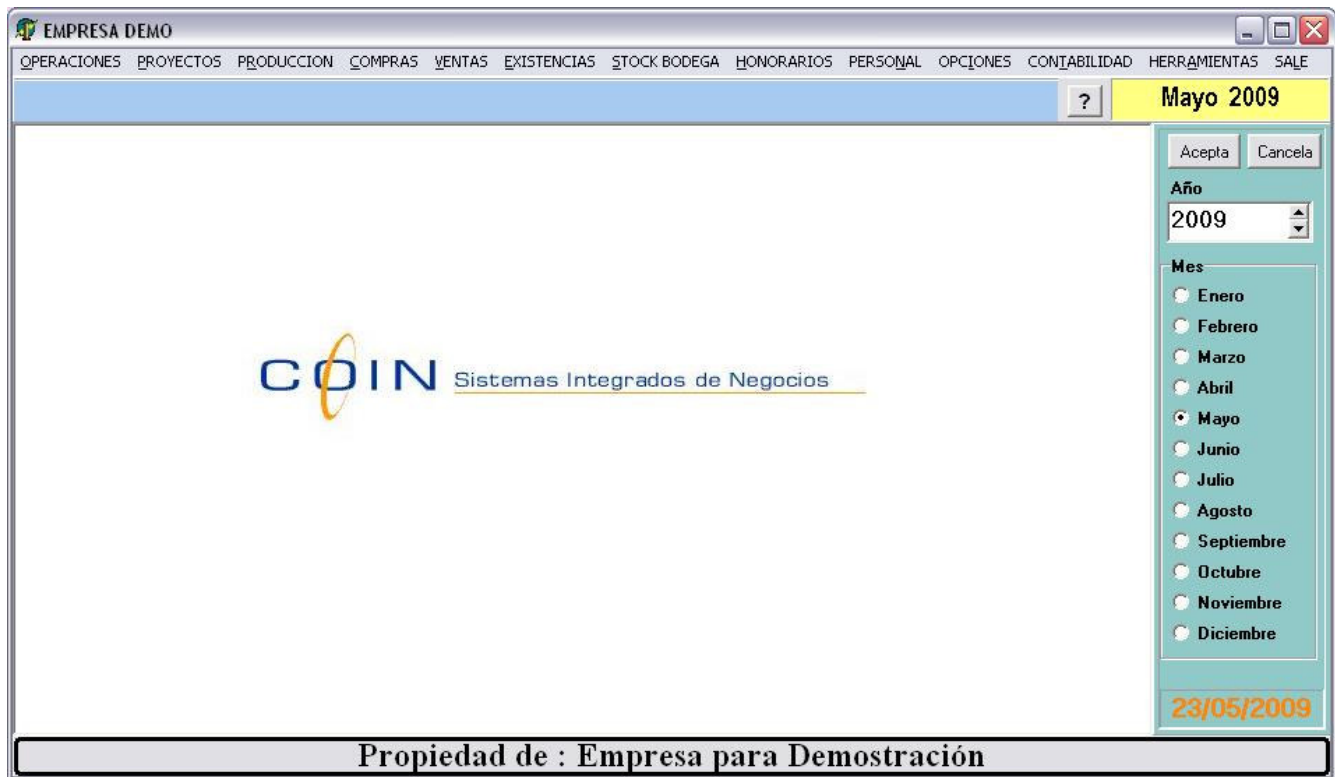 EMPRESA DEMO
OPERACIONES PROYECTOS PRODUCCION COMPRAS VENTAS EXISTENCIAS STOCK BODEGA HONORARIOS PERSONAL OPCIONES CONTABILIDAD HERRAMIENTAS SALE
? Mayo 2009
Acepta Cancela
Año
2009
Mes
Enero
Febrero
Marzo
Abril
Mayo
Junio
Julio
Agosto
Septiembre
Octubre
Noviembre
Diciembre
23/05/2009
COIN Sistemas Integrados de Negocios
Propiedad de : Empresa para Demostración